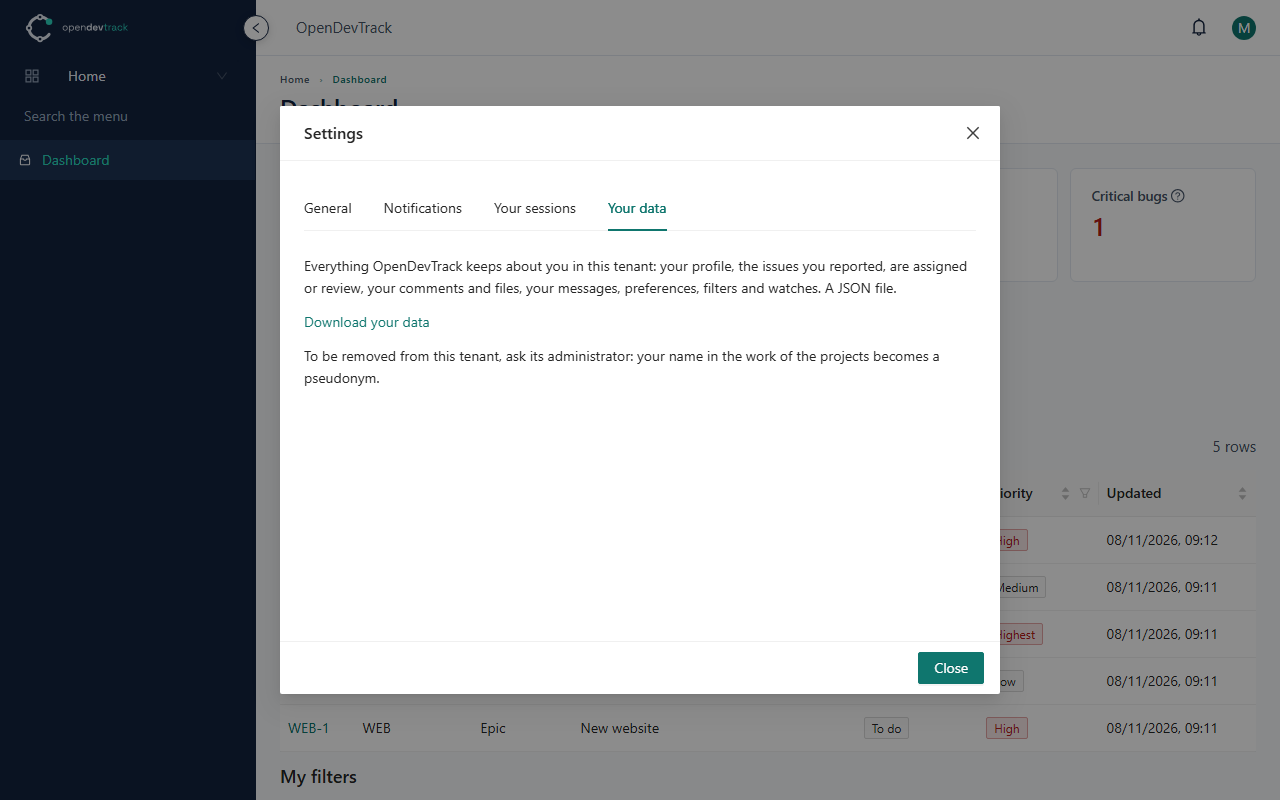 opendevtrack
OpenDevTrack
M
Home
Search the menu
Dashboard
Home › Dashboard
Dashboard
Settings
General
Notifications
Your sessions
Your data
Everything OpenDevTrack keeps about you in this tenant: your profile, the issues you reported, are assigned
or review, your comments and files, your messages, preferences, filters and watches. A JSON file.
Download your data
To be removed from this tenant, ask its administrator: your name in the work of the projects becomes a
pseudonym.
Close
Critical bugs
1
5 rows
iority Updated
High 08/11/2026, 09:12
Medium 08/11/2026, 09:11
Highest 08/11/2026, 09:11
ow 08/11/2026, 09:11
WEB-1 WEB Epic New website To do High 08/11/2026, 09:11
My filters